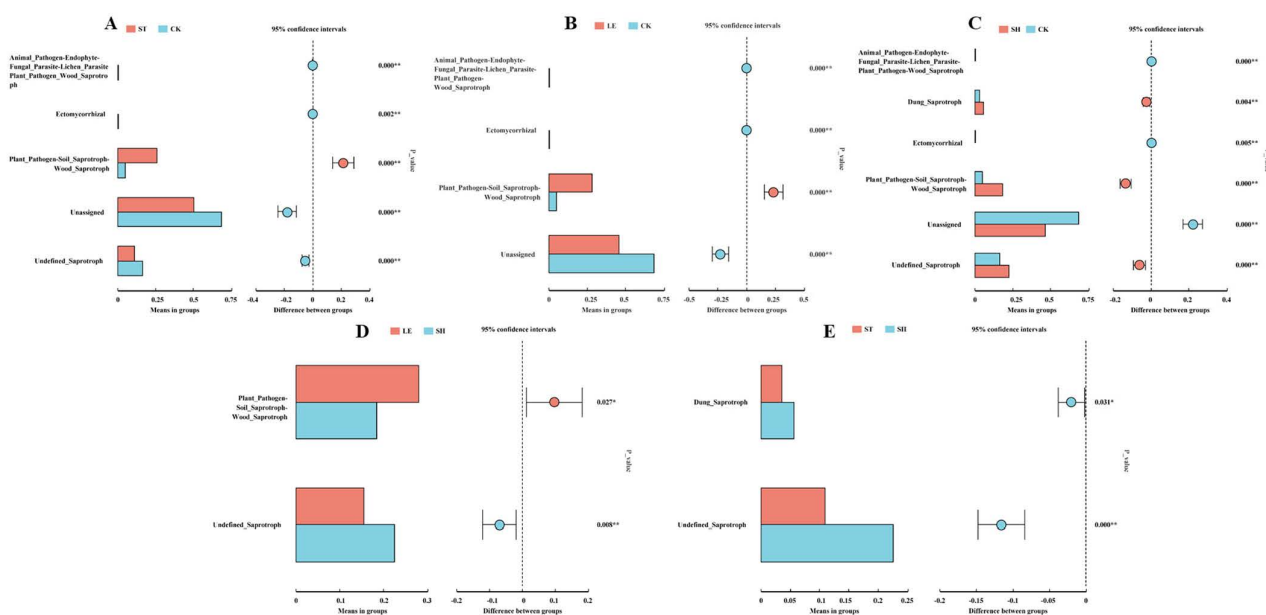 A
ST CK
95% confidence intervals
Animal_Pathogen-Endophyte-
Fungal_Parasite-Lichen_Parasite
Plant_Pathogen_Wood_Saprotro
ph
0.000**
Ectomycorrhizal
0.002**
Plant_Pathogen-Soil_Saprotroph-
Wood_Saprotroph
0.000**
P_value
Unassigned
0.000**
Undefined_Saprotroph
0.000**
0 0.25 0.5 0.75
-0.4 -0.2 0 0.2 0.4
Means in groups
Difference between groups
B
LE CK
95% confidence intervals
Animal_Pathogen-Endophyte-
Fungal_Parasite-Lichen_Parasite-
Plant_Pathogen-
Wood_Saprotroph
0.000**
Ectomycorrhizal
0.000**
Plant_Pathogen-Soil_Saprotroph-
Wood_Saprotroph
0.000**
P_value
Unassigned
0.000**
0 0.25 0.5 0.75
-0.5 -0.25 0 0.25 0.5
Means in groups
Difference between groups
C
SH CK
95% confidence intervals
Animal_Pathogen-Endophyte-
Fungal_Parasite-Lichen_Parasite-
Plant_Pathogen-Wood_Saprotroph
0.000**
Dung_Saprotroph
0.004**
Ectomycorrhizal
0.005**
Plant_Pathogen-Soil_Saprotroph-
Wood_Saprotroph
0.000**
P_value
Unassigned
0.000**
Undefined_Saprotroph
0.000**
0 0.25 0.5 0.75
-0.2 0 0.2 0.4
Means in groups
Difference between groups
D
LE SH
95% confidence intervals
Plant_Pathogen-
Soil_Saprotroph-
Wood_Saprotroph
0.027*
P_value
Undefined_Saprotroph
0.008**
0 0.1 0.2 0.3
-0.2 -0.1 0 0.1 0.2
Means in groups
Difference between groups
E
ST SH
95% confidence intervals
Dung_Saprotroph
0.031*
P_value
Undefined_Saprotroph
0.000**
0 0.05 0.1 0.15 0.2 0.25
-0.2 -0.15 -0.1 -0.05 0
Means in groups
Difference between groups